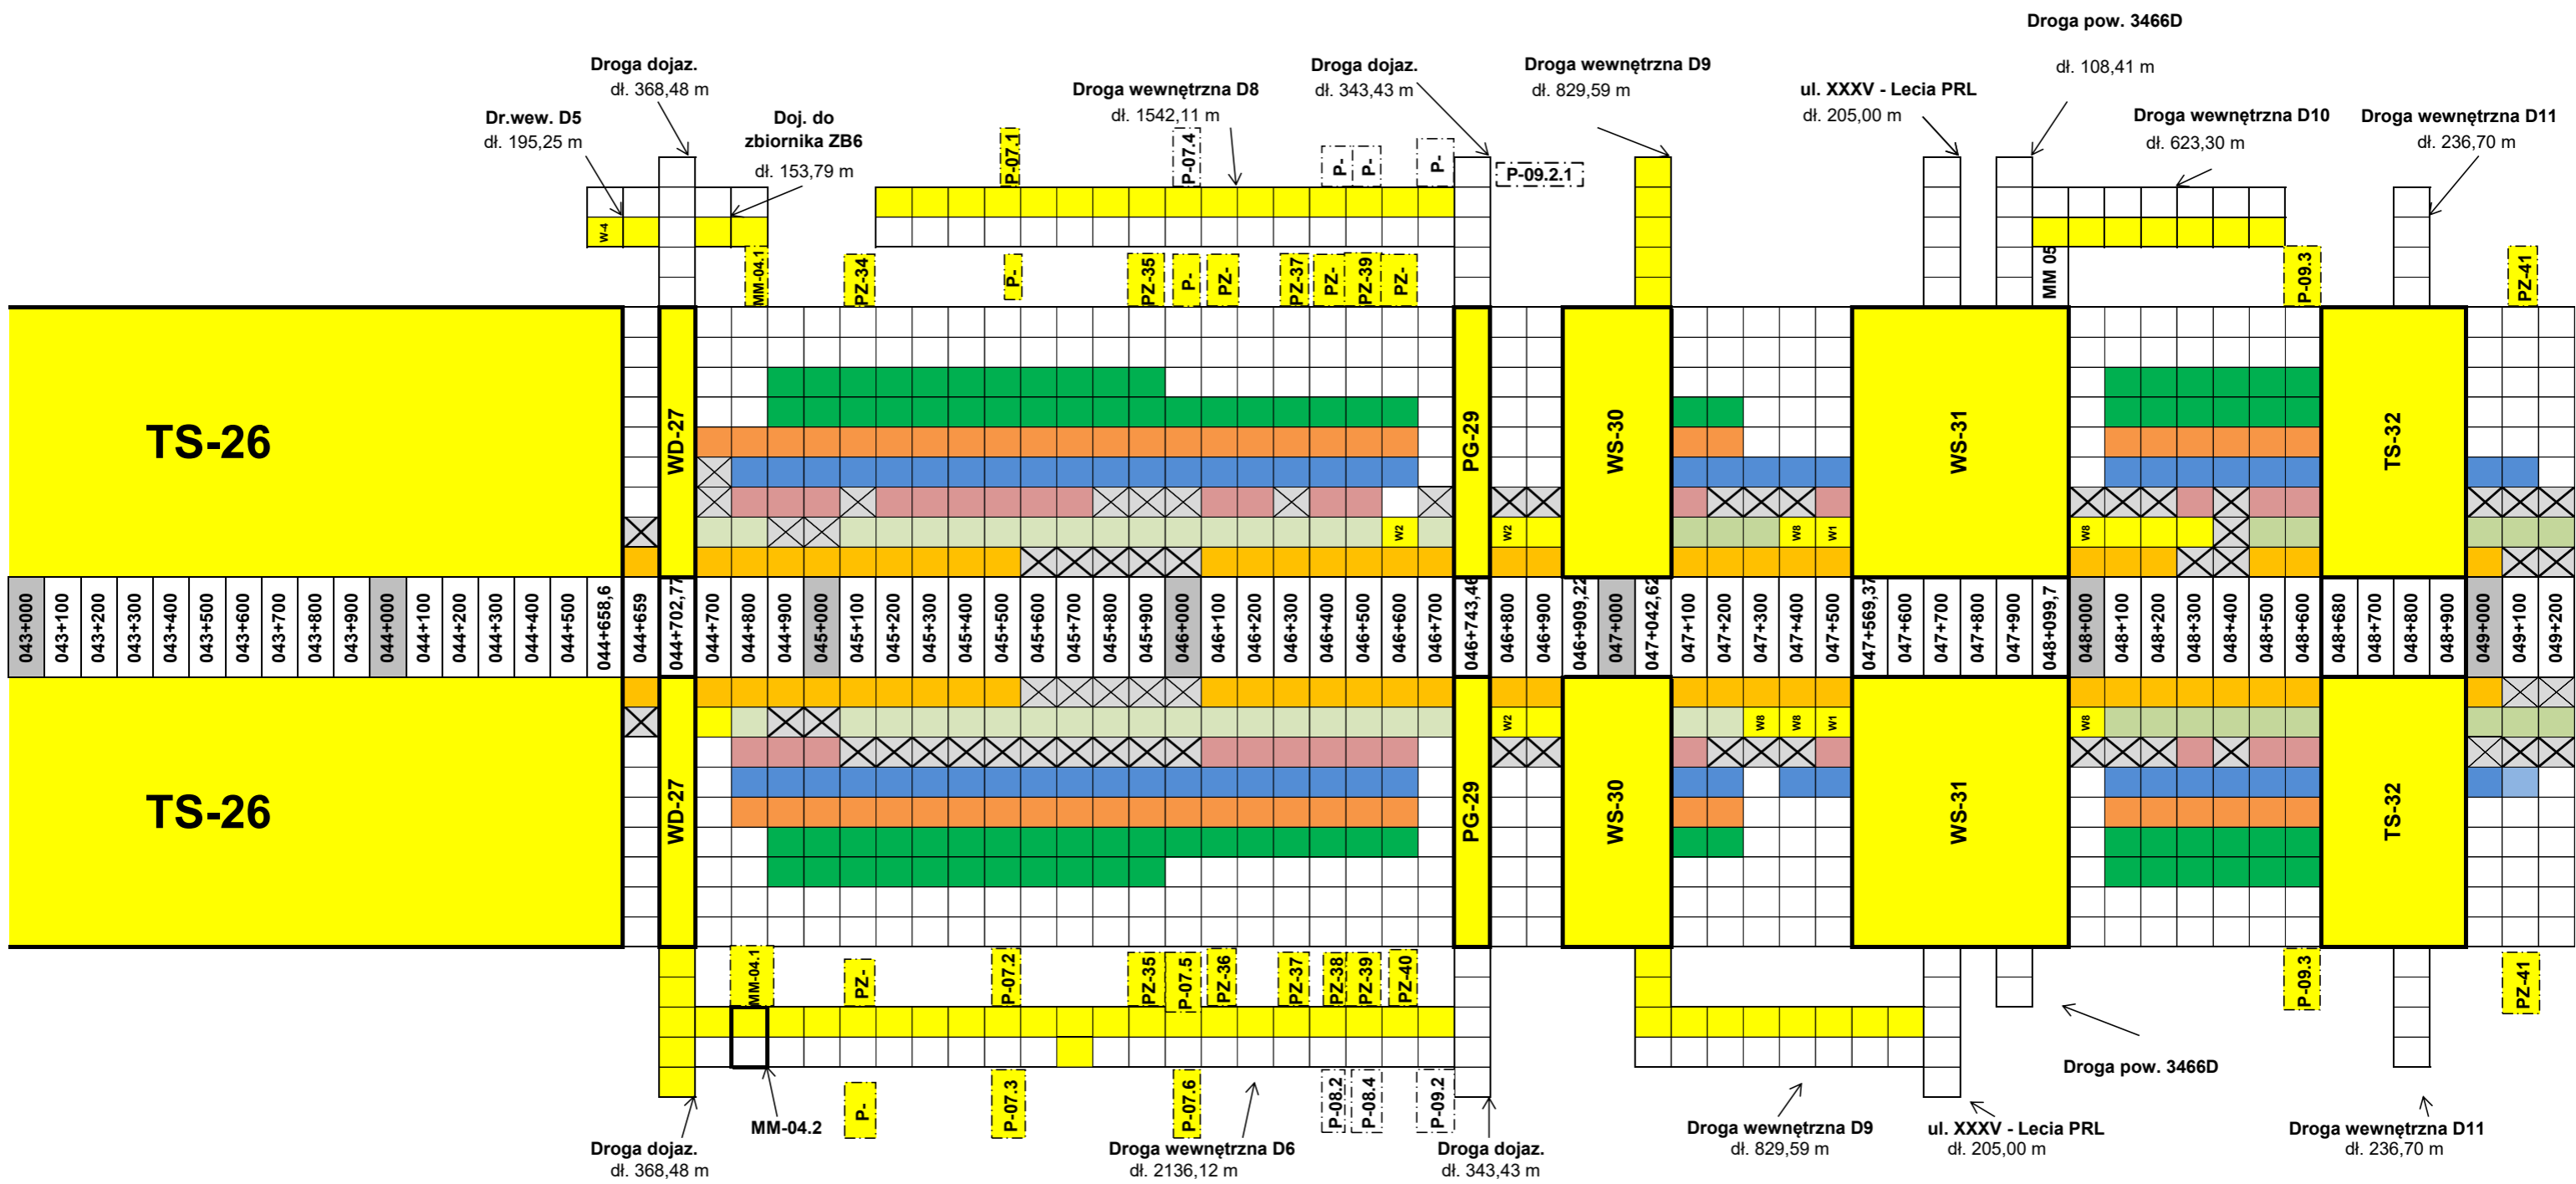 Droga pow. 3466D
dł. 108,41 m
Droga dojaz.
dł. 368,48 m
Droga dojaz.
dł. 343,43 m
Droga wewnętrzna D9
dł. 829,59 m
Droga wewnętrzna D8
dł. 1542,11 m
ul. XXXV - Lecia PRL
dł. 205,00 m
Dr.wew. D5
dł. 195,25 m
Doj. do
zbiornika ZB6
dł. 153,79 m
Droga wewnętrzna D10
dł. 623,30 m
Droga wewnętrzna D11
dł. 236,70 m
P-07.1
P-07.4
P-
P-
P-
P-09.2.1
W-4
MM-04.1
PZ-34
P-
PZ-35
P-
PZ-
PZ-37
PZ-
PZ-39
PZ-
MM 05
P-09.3
PZ-41
TS-26
WD-27
PG-29
WS-30
WS-31
TS-32
W2
W2
W8
W1
W8
043+000
043+100
043+200
043+300
043+400
043+500
043+600
043+700
043+800
043+900
044+000
044+100
044+200
044+300
044+400
044+500
044+658,6
044+659
044+702,77
044+700
044+800
044+900
045+000
045+100
045+200
045+300
045+400
045+500
045+600
045+700
045+800
045+900
046+000
046+100
046+200
046+300
046+400
046+500
046+600
046+700
046+743,46
046+800
046+900
046+909,22
047+000
047+042,62
047+100
047+200
047+300
047+400
047+500
047+569,37
047+600
047+700
047+800
047+900
048+099,7
048+000
048+100
048+200
048+300
048+400
048+500
048+600
048+680
048+700
048+800
048+900
049+000
049+100
049+200
W2
W8
W8
W1
W8
TS-26
WD-27
PG-29
WS-30
WS-31
TS-32
MM-04.1
PZ-
P-07.2
PZ-35
P-07.5
PZ-36
PZ-37
PZ-38
PZ-39
PZ-40
P-09.3
PZ-41
P-
P-07.3
P-07.6
P-08.2
P-08.4
P-09.2
Droga pow. 3466D
MM-04.2
Droga dojaz.
dł. 368,48 m
Droga wewnętrzna D6
dł. 2136,12 m
Droga dojaz.
dł. 343,43 m
Droga wewnętrzna D9
dł. 829,59 m
ul. XXXV - Lecia PRL
dł. 205,00 m
Droga wewnętrzna D11
dł. 236,70 m